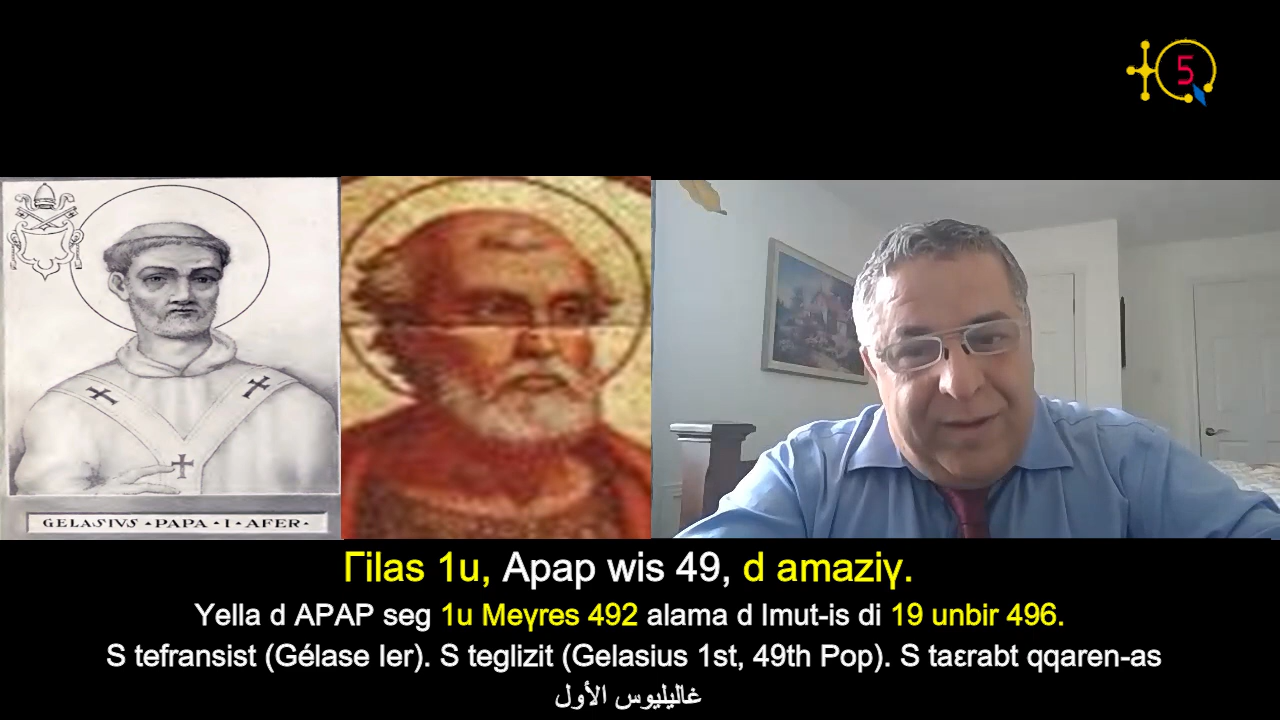 5
GELASIVS • PAPA • I • AFER •
Γilas 1u, Apap wis 49, d amaziγ.
Yella d APAP seg 1u Meγres 492 alama d lmut-is di 19 unbir 496.
S tefransist (Gélase Ier). S teglizit (Gelasius 1st, 49th Pop). S taεrabt qqaren-as
غاليليوس الأول